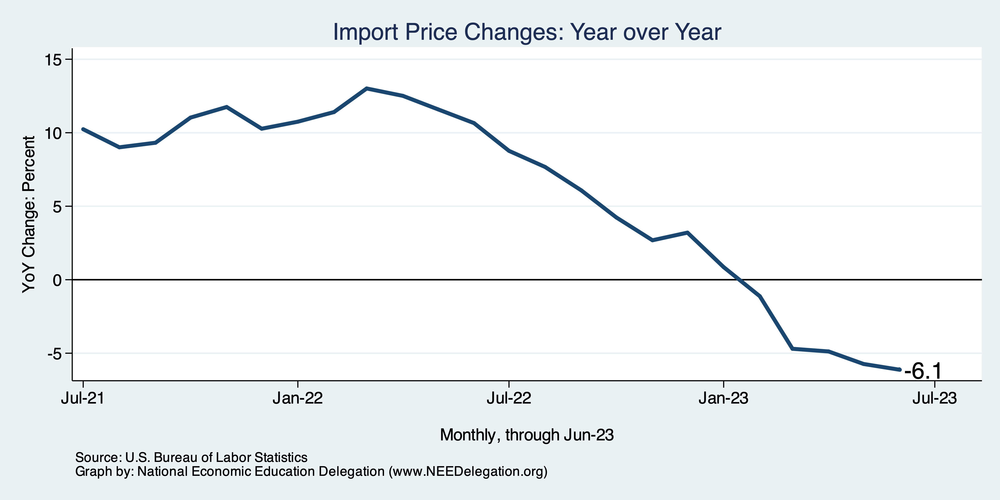 Import Price Changes: Year over Year
YoY Change: Percent
15
10
5
0
-5
-6.1
Jul-21
Jan-22
Jul-22
Jan-23
Jul-23
Monthly, through Jun-23
Source: U.S. Bureau of Labor Statistics
Graph by: National Economic Education Delegation (www.NEEDelegation.org)